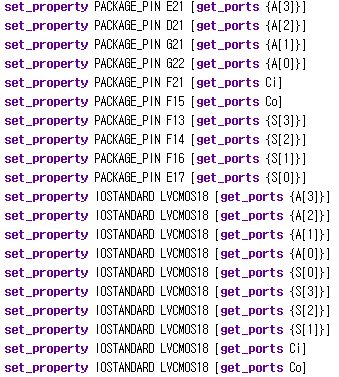 set_property PACKAGE_PIN E21 [get_ports {A[3]}]
set_property PACKAGE_PIN D21 [get_ports {A[2]}]
set_property PACKAGE_PIN G21 [get_ports {A[1]}]
set_property PACKAGE_PIN G22 [get_ports {A[0]}]
set_property PACKAGE_PIN F21 [get_ports Ci]
set_property PACKAGE_PIN F15 [get_ports Co]
set_property PACKAGE_PIN F13 [get_ports {S[3]}]
set_property PACKAGE_PIN F14 [get_ports {S[2]}]
set_property PACKAGE_PIN F16 [get_ports {S[1]}]
set_property PACKAGE_PIN E17 [get_ports {S[0]}]
set_property IOSTANDARD LVCMOS18 [get_ports {A[3]}]
set_property IOSTANDARD LVCMOS18 [get_ports {A[2]}]
set_property IOSTANDARD LVCMOS18 [get_ports {A[1]}]
set_property IOSTANDARD LVCMOS18 [get_ports {A[0]}]
set_property IOSTANDARD LVCMOS18 [get_ports {S[0]}]
set_property IOSTANDARD LVCMOS18 [get_ports {S[3]}]
set_property IOSTANDARD LVCMOS18 [get_ports {S[2]}]
set_property IOSTANDARD LVCMOS18 [get_ports {S[1]}]
set_property IOSTANDARD LVCMOS18 [get_ports Ci]
set_property IOSTANDARD LVCMOS18 [get_ports Co]